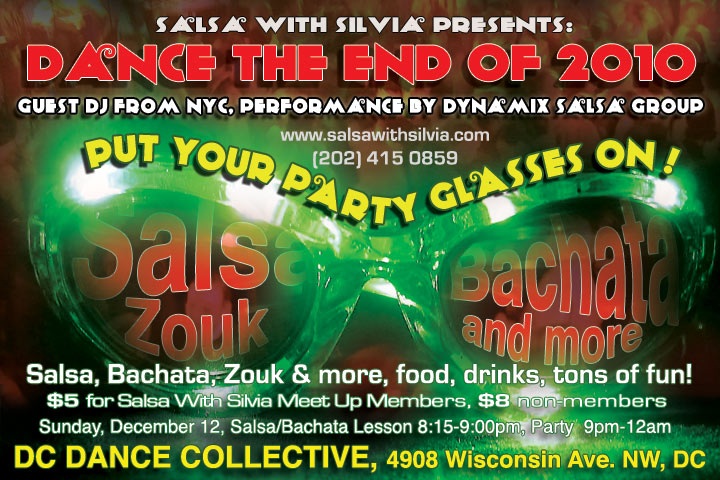 SALSA WITH SILVIA PRESENTS:
DANCE THE END OF 2010
GUEST DJ FROM NYC, PERFORMANCE BY DYNAMIX SALSA GROUP
www.salsawithsilvia.com
(202) 415 0859
PUT YOUR PARTY GLASSES ON!
Salsa
Zouk
Bachata
and more
Salsa, Bachata, Zouk & more, food, drinks, tons of fun!
$5 for Salsa With Silvia Meet Up Members, $8 non-members
Sunday, December 12, Salsa/Bachata Lesson 8:15-9:00pm, Party 9pm-12am
DC DANCE COLLECTIVE, 4908 Wisconsin Ave. NW, DC